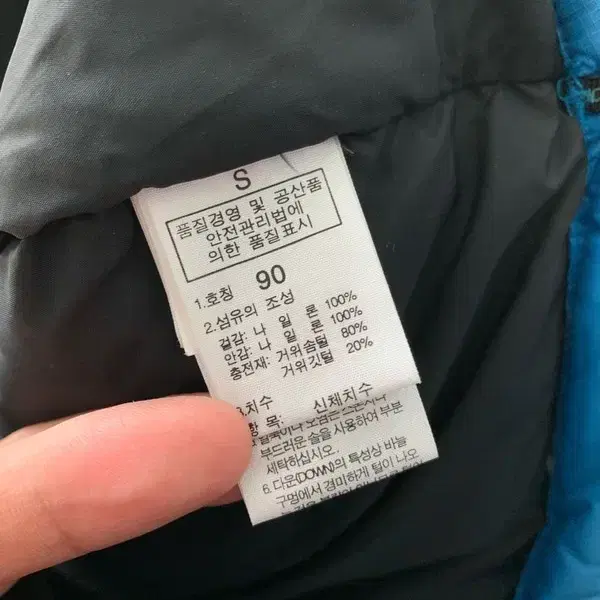 S
품질경영 및 공산품
안전관리법에
의한 품질표시
1.호칭 90
2.섬유의 조성
겉감: 나 일 론 100%
안감: 나 일 론 100%
충전재: 거위솜털 80%
거위깃털 20%
치수
항 목: 신체치수
부드러운 솔을 사용하여 부분
세탁하십시오.
6. 다운(DOWN)의 특성상 바늘
구멍에서 경미하게 털이 나오